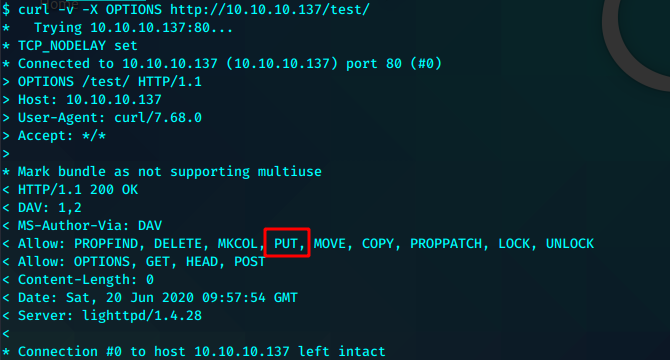 $ curl -v -X OPTIONS http://10.10.10.137/test/
*   Trying 10.10.10.137:80...
* TCP_NODELAY set
* Connected to 10.10.10.137 (10.10.10.137) port 80 (#0)
> OPTIONS /test/ HTTP/1.1
> Host: 10.10.10.137
> User-Agent: curl/7.68.0
> Accept: */*
>
* Mark bundle as not supporting multiuse
< HTTP/1.1 200 OK
< DAV: 1,2
< MS-Author-Via: DAV
< Allow: PROPFIND, DELETE, MKCOL, PUT, MOVE, COPY, PROPPATCH, LOCK, UNLOCK
< Allow: OPTIONS, GET, HEAD, POST
< Content-Length: 0
< Date: Sat, 20 Jun 2020 09:57:54 GMT
< Server: lighttpd/1.4.28
<
* Connection #0 to host 10.10.10.137 left intact